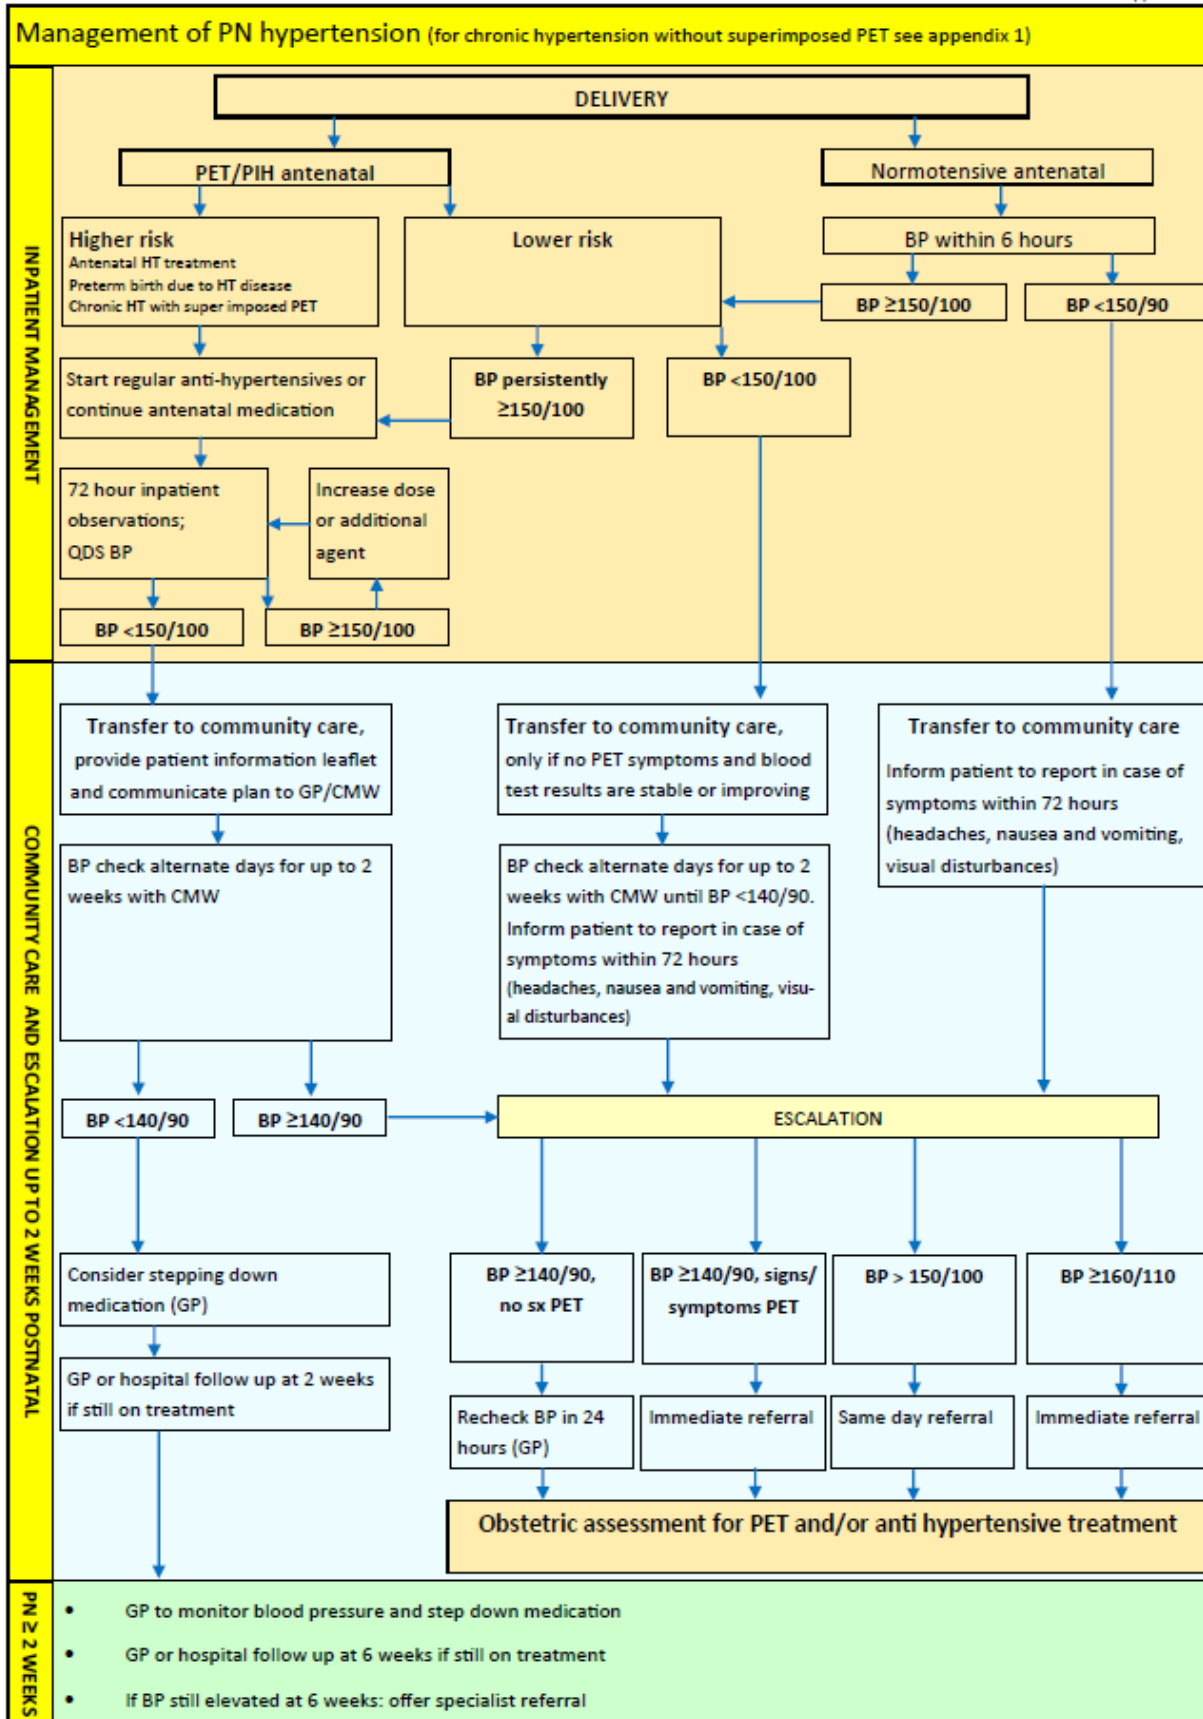 Management of PN hypertension (for chronic hypertension without superimposed PET see appendix 1)
INPATIENT MANAGEMENT
DELIVERY
PET/PIH antenatal
Normotensive antenatal
Higher risk
Antenatal HT treatment
Preterm birth due to HT disease
Chronic HT with super imposed PET
Lower risk
BP within 6 hours
BP ≥150/100
BP <150/90
Start regular anti-hypertensives or
continue antenatal medication
BP persistently
≥150/100
BP <150/100
72 hour inpatient
observations;
QDS BP
Increase dose
or additional
agent
BP <150/100
BP ≥150/100
COMMUNITY CARE AND ESCALATION UP TO 2 WEEKS POSTNATAL
Transfer to community care,
provide patient information leaflet
and communicate plan to GP/CMW
Transfer to community care,
only if no PET symptoms and blood
test results are stable or improving
Transfer to community care
Inform patient to report in case of
symptoms within 72 hours
(headaches, nausea and vomiting,
visual disturbances)
BP check alternate days for up to 2
weeks with CMW
BP check alternate days for up to 2
weeks with CMW until BP <140/90.
Inform patient to report in case of
symptoms within 72 hours
(headaches, nausea and vomiting, visu-
al disturbances)
BP <140/90
BP ≥140/90
ESCALATION
Consider stepping down
medication (GP)
BP ≥140/90,
no sx PET
BP ≥140/90, signs/
symptoms PET
BP > 150/100
BP ≥160/110
GP or hospital follow up at 2 weeks
if still on treatment
Recheck BP in 24
hours (GP)
Immediate referral
Same day referral
Immediate referral
Obstetric assessment for PET and/or anti hypertensive treatment
PN ≥ 2 WEEKS
• GP to monitor blood pressure and step down medication
• GP or hospital follow up at 6 weeks if still on treatment
• If BP still elevated at 6 weeks: offer specialist referral